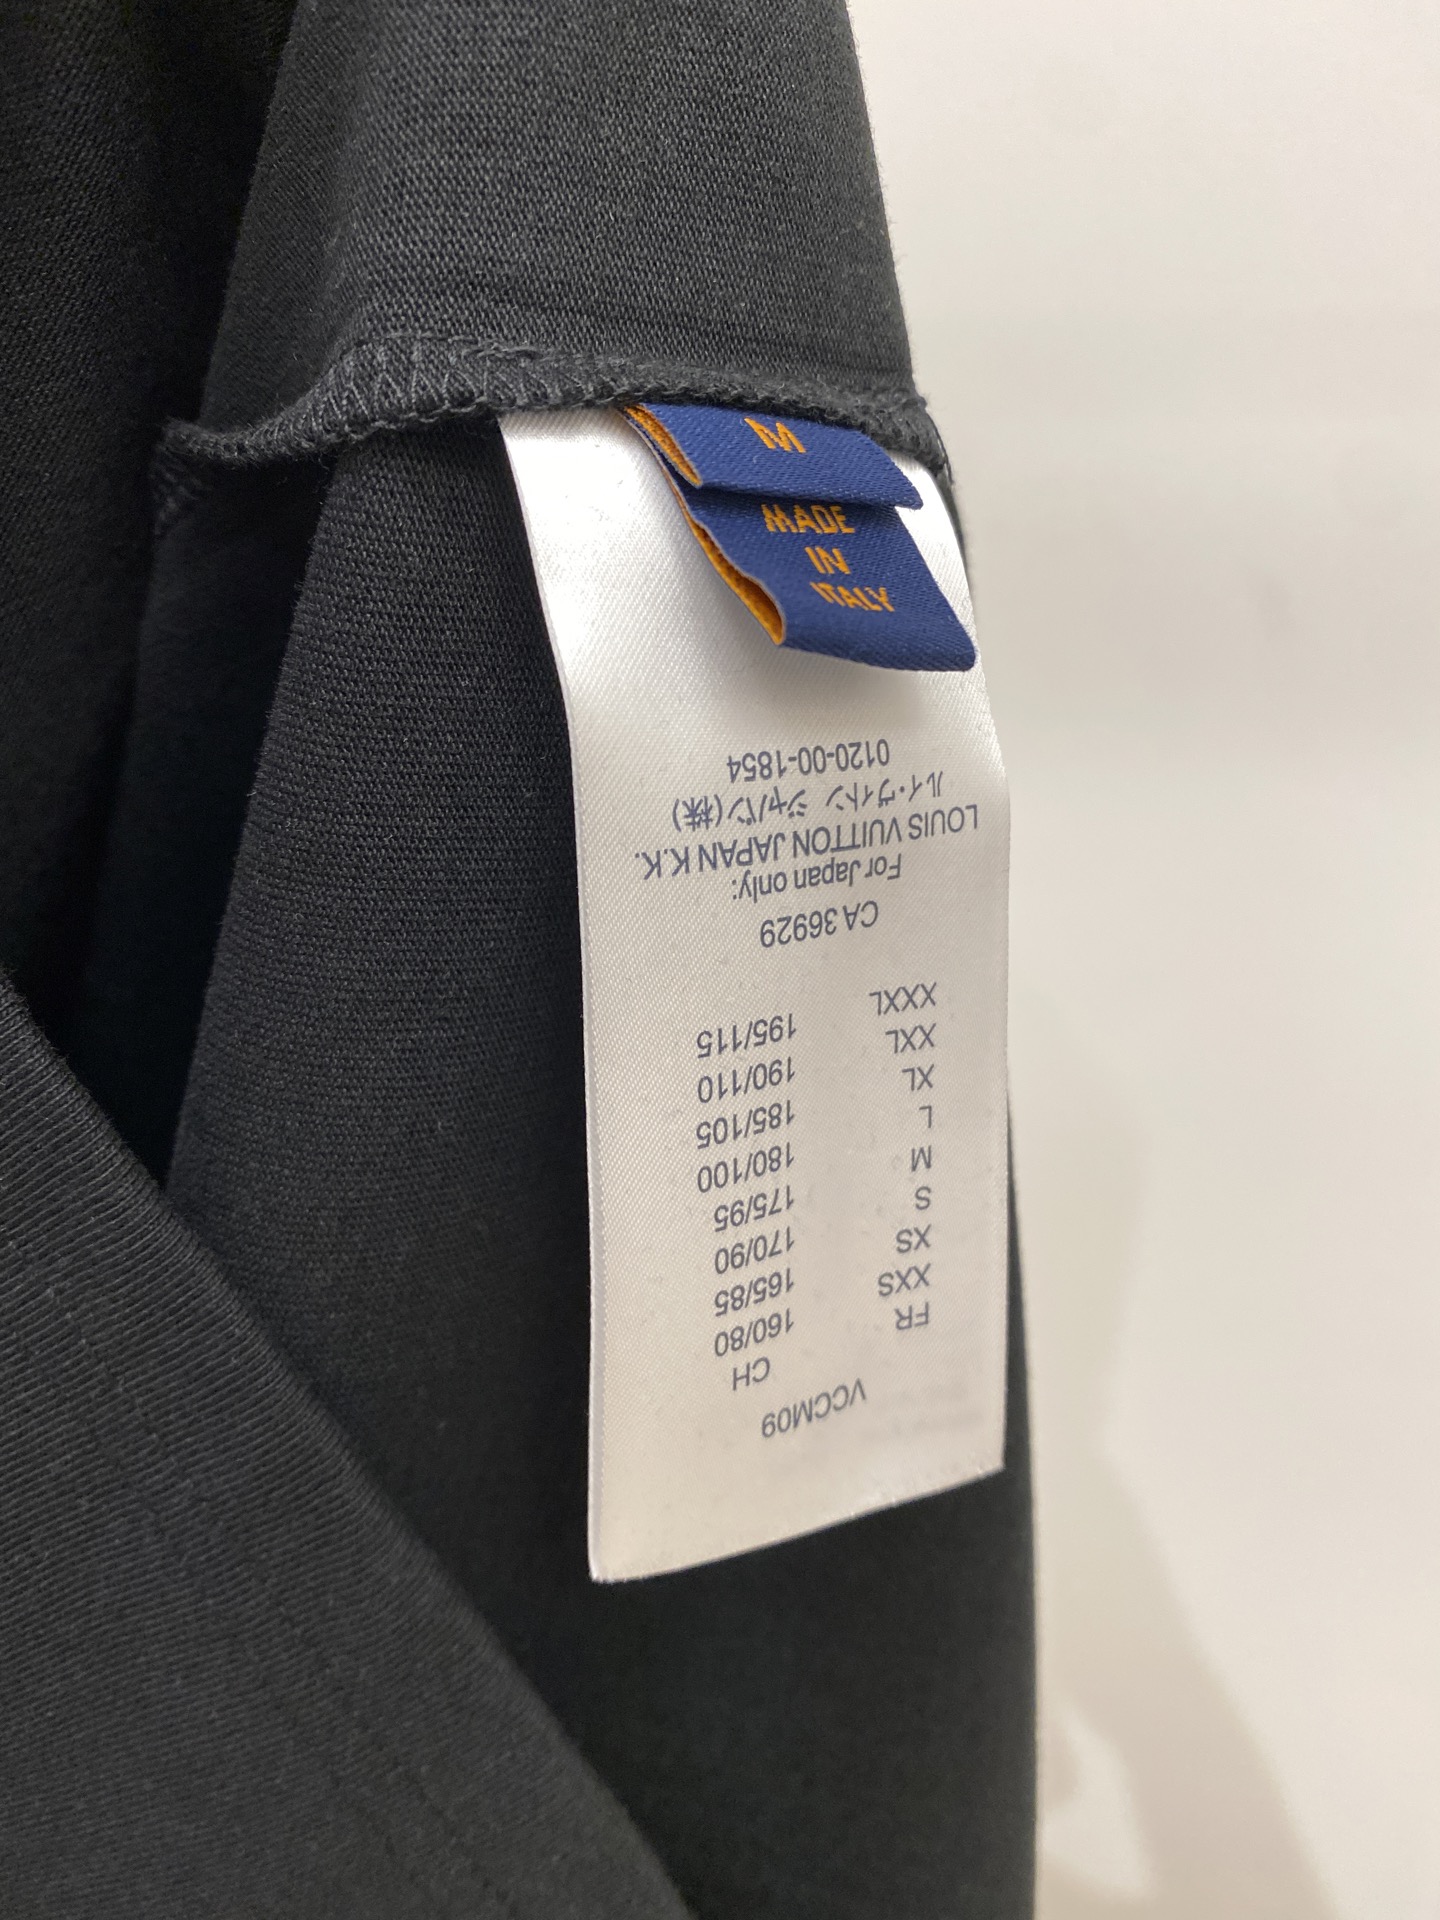 M
MADE
IN
ITALY
VCCM09
FR CH
XXS 160/80
XS 165/85
S 170/90
M 175/95
L 180/100
XL 185/105
XXL 190/110
XXXL 195/115
CA 36929
For Japan only:
LOUIS VUITTON JAPAN K.K.
ルイ・ヴィトン ジャパン(株)
0120-00-1854